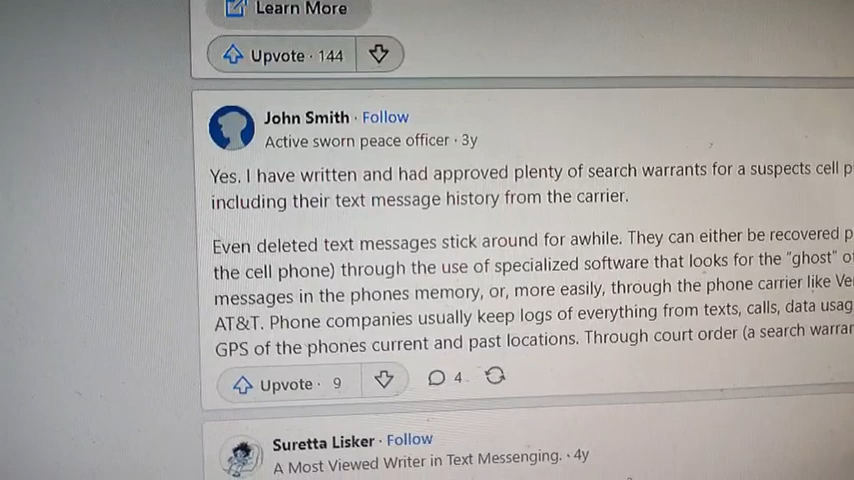 Learn More
Upvote · 144
John Smith · Follow
Active sworn peace officer · 3y
Yes. I have written and had approved plenty of search warrants for a suspects cell
including their text message history from the carrier.
Even deleted text messages stick around for awhile. They can either be recovered
the cell phone) through the use of specialized software that looks for the "ghost"
messages in the phones memory, or, more easily, through the phone carrier like
AT&T. Phone companies usually keep logs of everything from texts, calls, data
GPS of the phones current and past locations. Through court order (a search
Upvote · 9
4
Suretta Lisker · Follow
A Most Viewed Writer in Text Messenging. · 4y